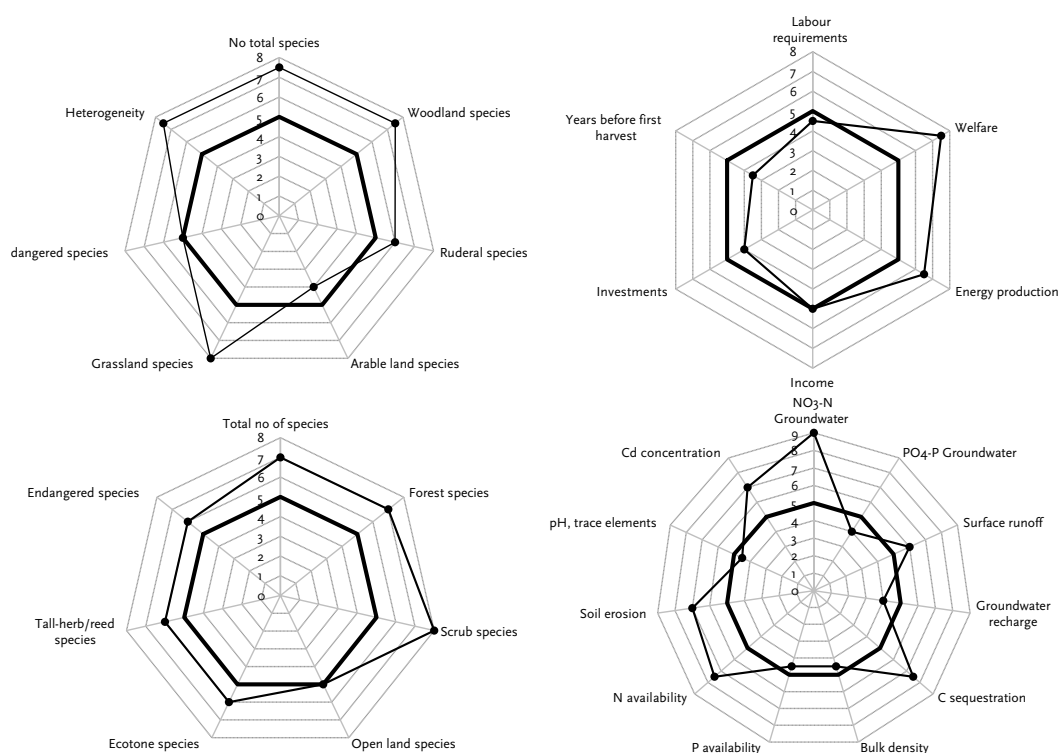 No total species
8
7
6
5
4
3
2
1
0
Heterogeneity
Woodland species
dangered species
Ruderal species
Grassland species
Arable land species
Labour
requirements
8
7
6
5
4
3
2
1
0
Years before first
harvest
Welfare
Investments
Energy production
Income
Total no of species
8
7
6
5
4
3
2
1
0
Endangered species
Forest species
Tall-herb/reed
species
Scrub species
Ecotone species
Open land species
NO3-N
Groundwater
9
8
7
6
5
4
3
2
1
0
Cd concentration
PO4-P Groundwater
pH, trace elements
Surface runoff
Soil erosion
Groundwater
recharge
N availability
C sequestration
P availability
Bulk density